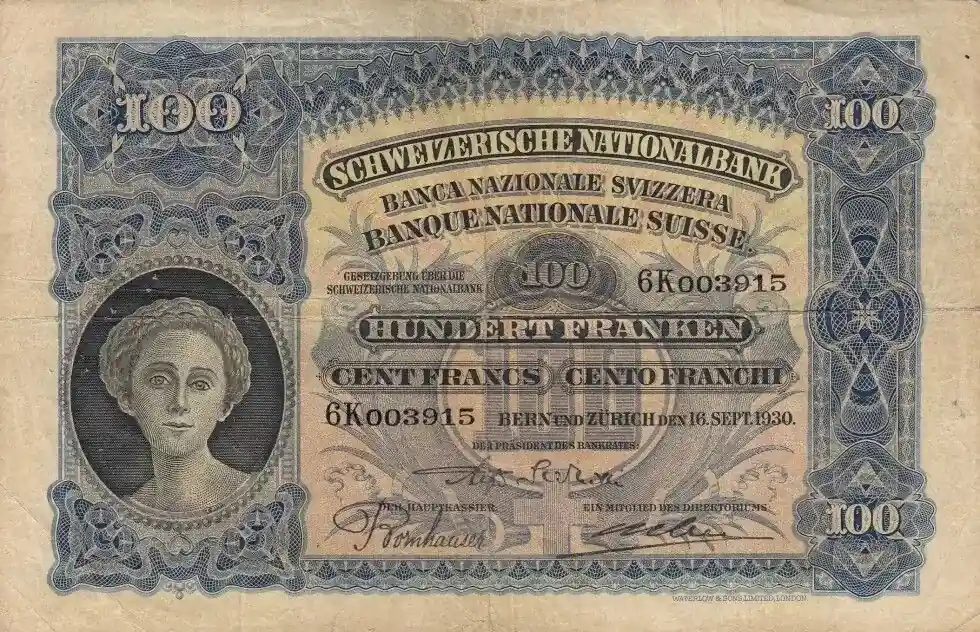 100
100
SCHWEIZERISCHE NATIONALBANK
BANCA NAZIONALE SVIZZERA
BANQUE NATIONALE SUISSE.
GESETZGEBUNG ÜBER DIE
SCHWEIZERISCHE NATIONALBANK
100
6K003915
HUNDERT FRANKEN
100
CENT FRANCS
CENTO FRANCHI
6K003915
BERN UND ZÜRICH DEN 16. SEPT. 1930.
DER PRÄSIDENT DES BANKRATES
DER HAUPTKASSIER
EIN MITGLIED DES DIREKTORIUMS
Bornhauser
100
WATERLOW & SONS, LIMITED, LONDON